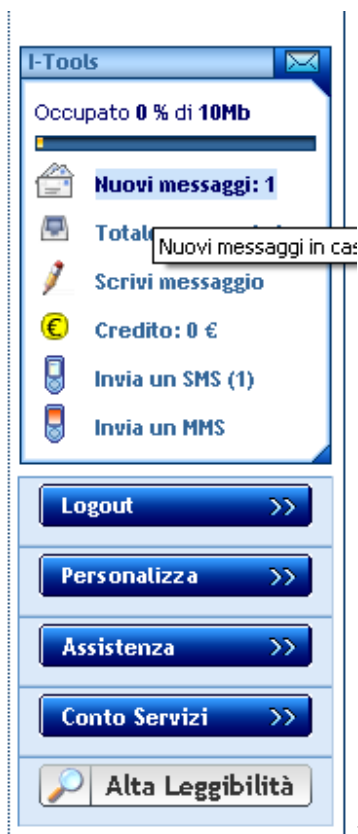 I-Tools
Occupato 0 % di 10Mb
Nuovi messaggi: 1
Nuovi messaggi in cas
Scrivi messaggio
Credito: 0 €
Invia un SMS (1)
Invia un MMS
Logout >>
Personalizza >>
Assistenza >>
Conto Servizi >>
Alta Leggibilità